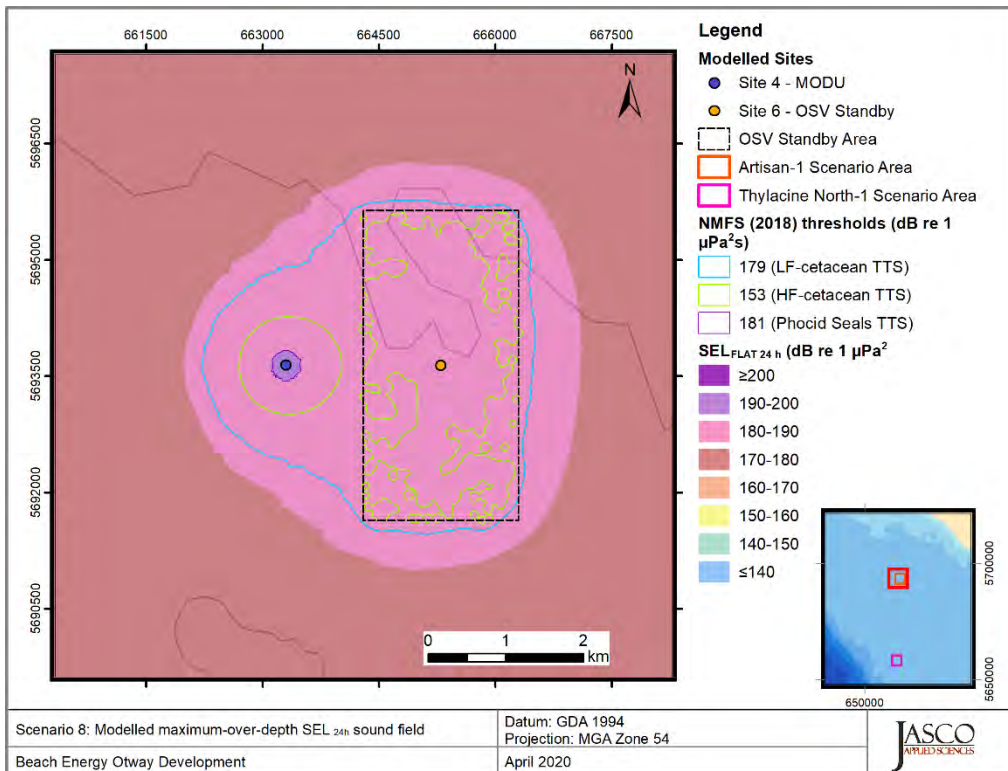 661500 663000 664500 666000 667500
5696500
5695000
5693500
5692000
5690500
N
0 1 2
km
Legend
Modelled Sites
Site 4 - MODU
Site 6 - OSV Standby
OSV Standby Area
Artisan-1 Scenario Area
Thylacine North-1 Scenario Area
NMFS (2018) thresholds (dB re 1
µPa²s)
179 (LF-cetacean TTS)
153 (HF-cetacean TTS)
181 (Phocid Seals TTS)
SEL FLAT 24 h (dB re 1 µPa²
≥200
190-200
180-190
170-180
160-170
150-160
140-150
≤140
5700000
5650000
650000
Scenario 8: Modelled maximum-over-depth SEL 24h sound field
Datum: GDA 1994
Projection: MGA Zone 54
Beach Energy Otway Development
April 2020
JASCO
APPLIED SCIENCES